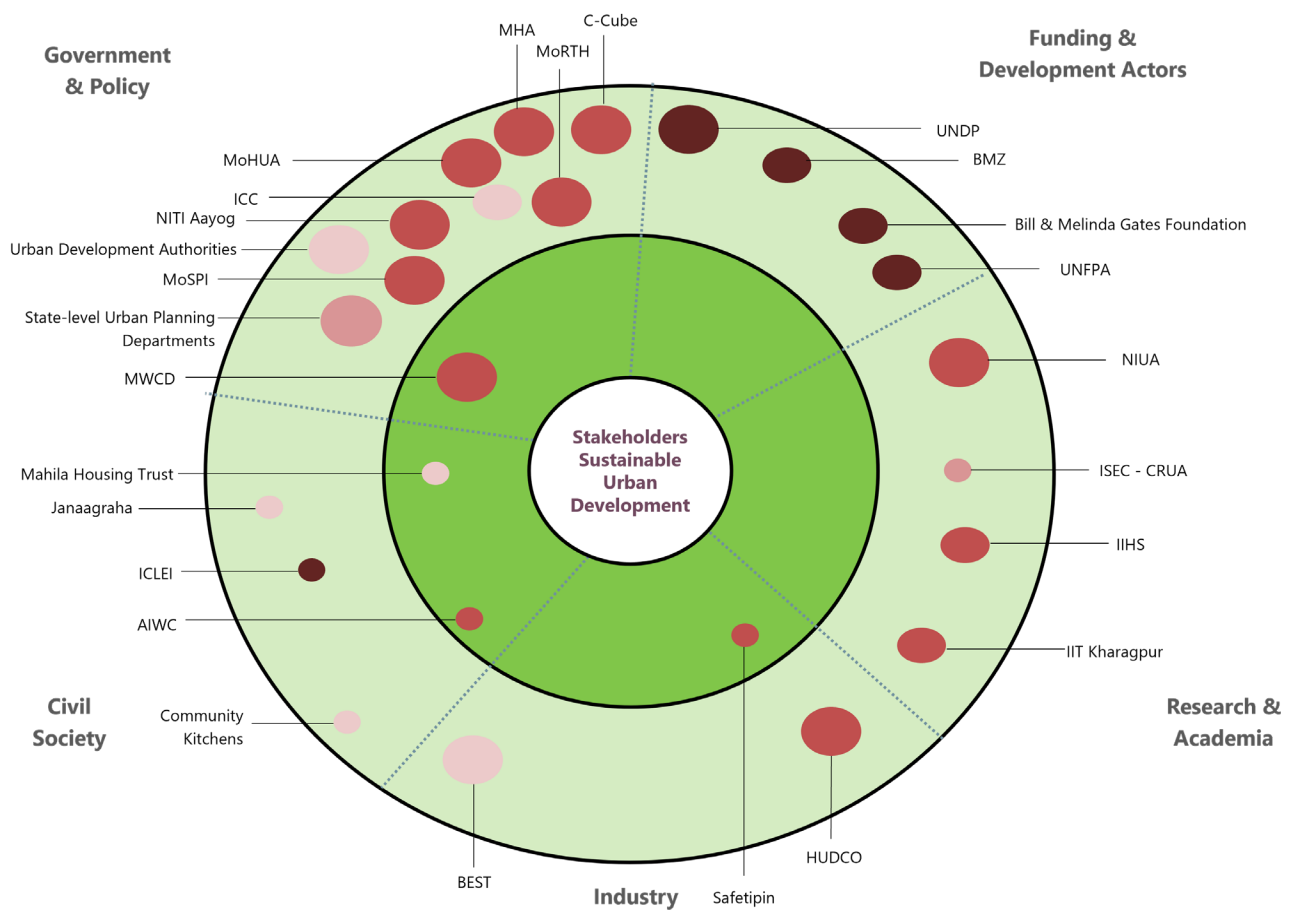 C-Cube
MHA
MoRTH
Government
& Policy
Funding &
Development Actors
UNDP
MoHUA
BMZ
ICC
NITI Aayog
Bill & Melinda Gates Foundation
Urban Development Authorities
UNFPA
MoSPI
State-level Urban Planning
Departments
NIUA
MWCD
Stakeholders
Sustainable
Urban
Development
Mahila Housing Trust
ISEC - CRUA
Janaagraha
IIHS
ICLEI
AIWC
IIT Kharagpur
Civil
Society
Research &
Academia
Community
Kitchens
HUDCO
BEST
Industry
Safetipin